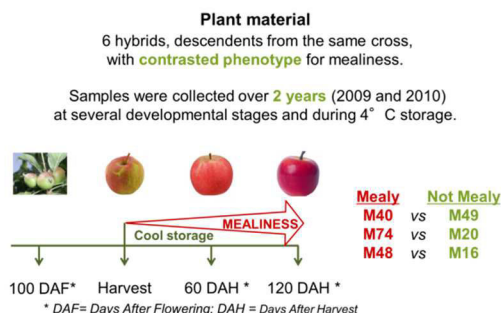 Plant material
6 hybrids, descendents from the same cross,
with contrasted phenotype for mealiness.
Samples were collected over 2 years (2009 and 2010)
at several developmental stages and during 4° C storage.
MEALINESS
Cool storage
100 DAF* Harvest 60 DAH * 120 DAH *
* DAF= Days After Flowering; DAH = Days After Harvest
Mealy Not Mealy
M40 vs M49
M74 vs M20
M48 vs M16